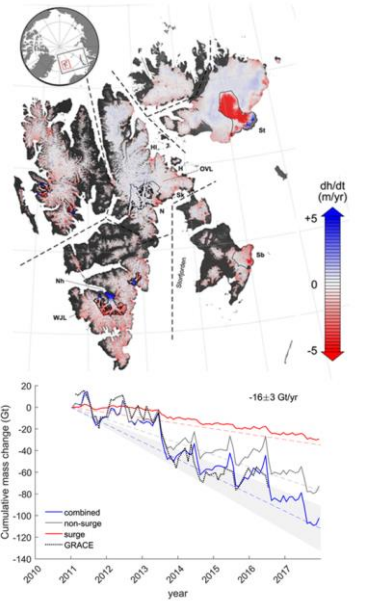 St
Hi
H
OVL
Sk
N
Storfjorden
Sb
Nh
WJL
dh/dt
(m/yr)
+5
0
-5
-16±3 Gt/yr
Cumulative mass change (Gt)
20
0
-20
-40
-60
-80
-100
-120
-140
combined
non-surge
surge
GRACE
2010
2011
2012
2013
2014
2015
2016
2017
year